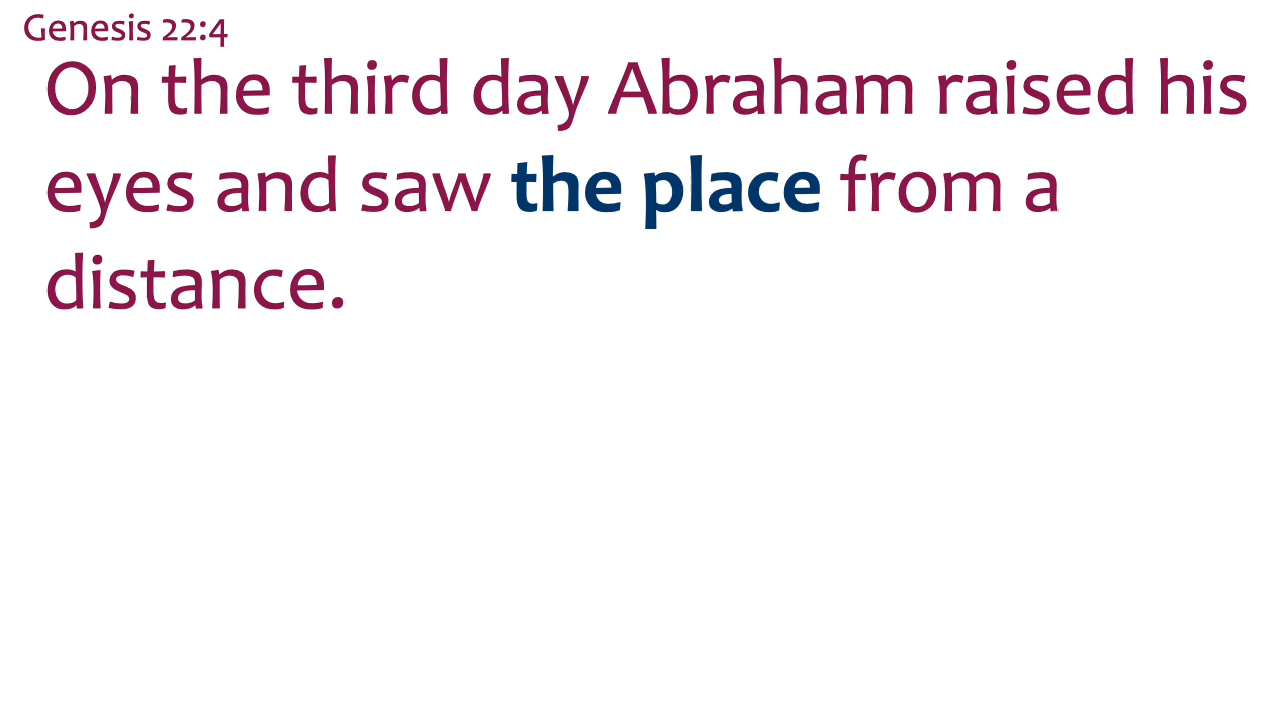 Genesis 22:4
On the third day Abraham raised his
eyes and saw the place from a
distance.